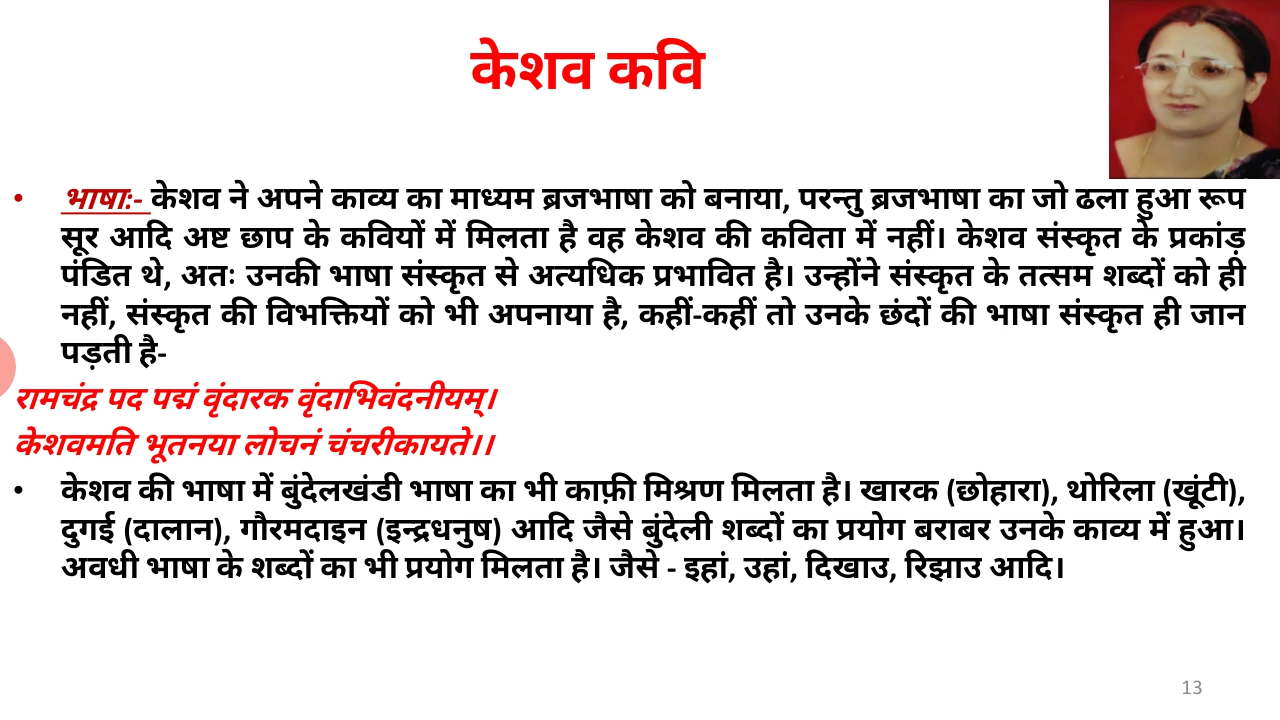 केशव कवि
• भाषा:- केशव ने अपने काव्य का माध्यम ब्रजभाषा को बनाया, परन्तु ब्रजभाषा का जो ढला हुआ रूप
सूर आदि अष्ट छाप के कवियों में मिलता है वह केशव की कविता में नहीं। केशव संस्कृत के प्रकांड़
पंडित थे, अतः उनकी भाषा संस्कृत से अत्यधिक प्रभावित है। उन्होंने संस्कृत के तत्सम शब्दों को ही
नहीं, संस्कृत की विभक्तियों को भी अपनाया है, कहीं-कहीं तो उनके छंदों की भाषा संस्कृत ही जान
पड़ती है-
रामचंद्र पद पद्मं वृंदारक वृंदाभिवंदनीयम्।
केशवमति भूतनया लोचनं चंचरीकायते।।
• केशव की भाषा में बुंदेलखंडी भाषा का भी काफ़ी मिश्रण मिलता है। खारक (छोहारा), थोरिला (खूंटी),
दुगई (दालान), गौरमदाइन (इन्द्रधनुष) आदि जैसे बुंदेली शब्दों का प्रयोग बराबर उनके काव्य में हुआ।
अवधी भाषा के शब्दों का भी प्रयोग मिलता है। जैसे - इहां, उहां, दिखाउ, रिझाउ आदि।
13